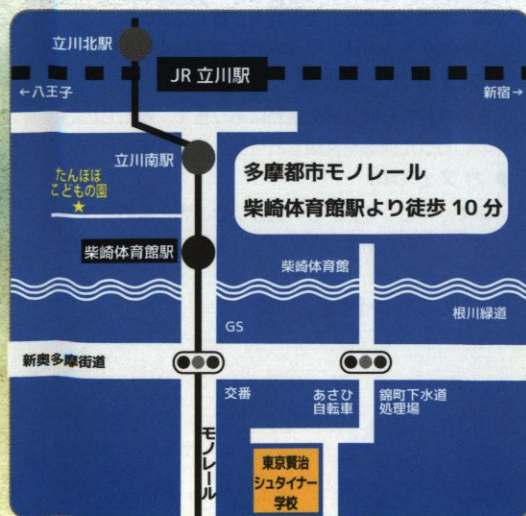 立川北駅
JR 立川駅
←八王子
新宿→
立川南駅
たんぽぽ
こどもの園
多摩都市モノレール
柴崎体育館駅より徒歩 10 分
柴崎体育館駅
柴崎体育館
根川緑道
GS
新奥多摩街道
交番
あさひ
自転車
錦町下水道
処理場
モノレール
東京賢治
シュタイナー
学校